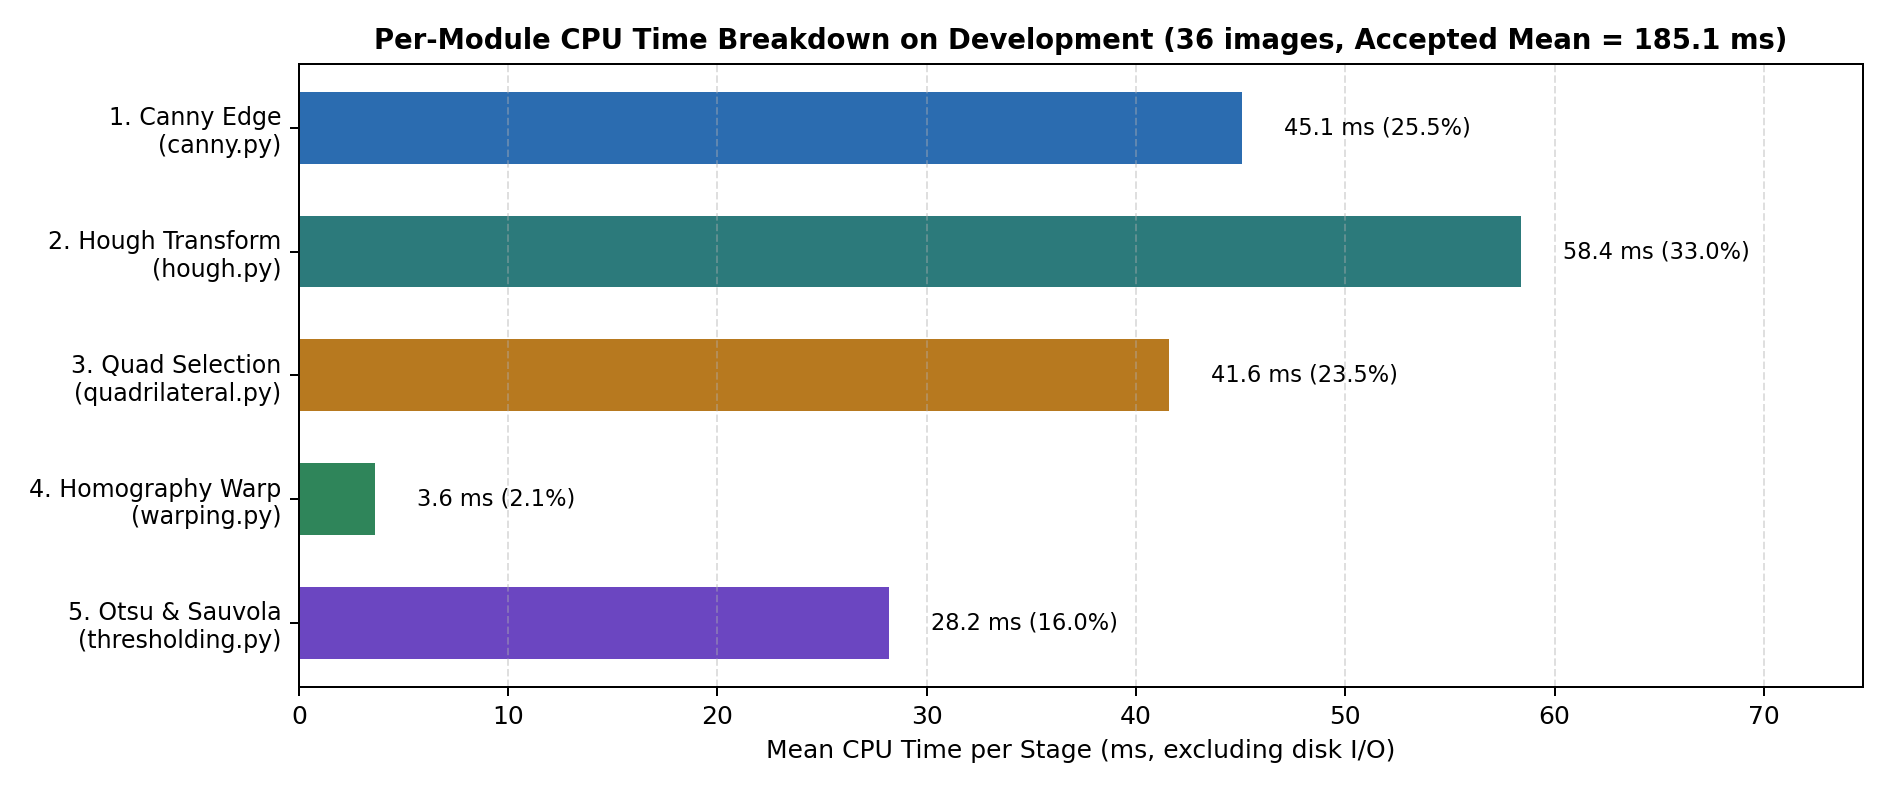 Per-Module CPU Time Breakdown on Development (36 images, Accepted Mean = 185.1 ms)
1. Canny Edge
(canny.py)
45.1 ms (25.5%)
2. Hough Transform
(hough.py)
58.4 ms (33.0%)
3. Quad Selection
(quadrilateral.py)
41.6 ms (23.5%)
4. Homography Warp
(warping.py)
3.6 ms (2.1%)
5. Otsu & Sauvola
(thresholding.py)
28.2 ms (16.0%)
0 10 20 30 40 50 60 70
Mean CPU Time per Stage (ms, excluding disk I/O)